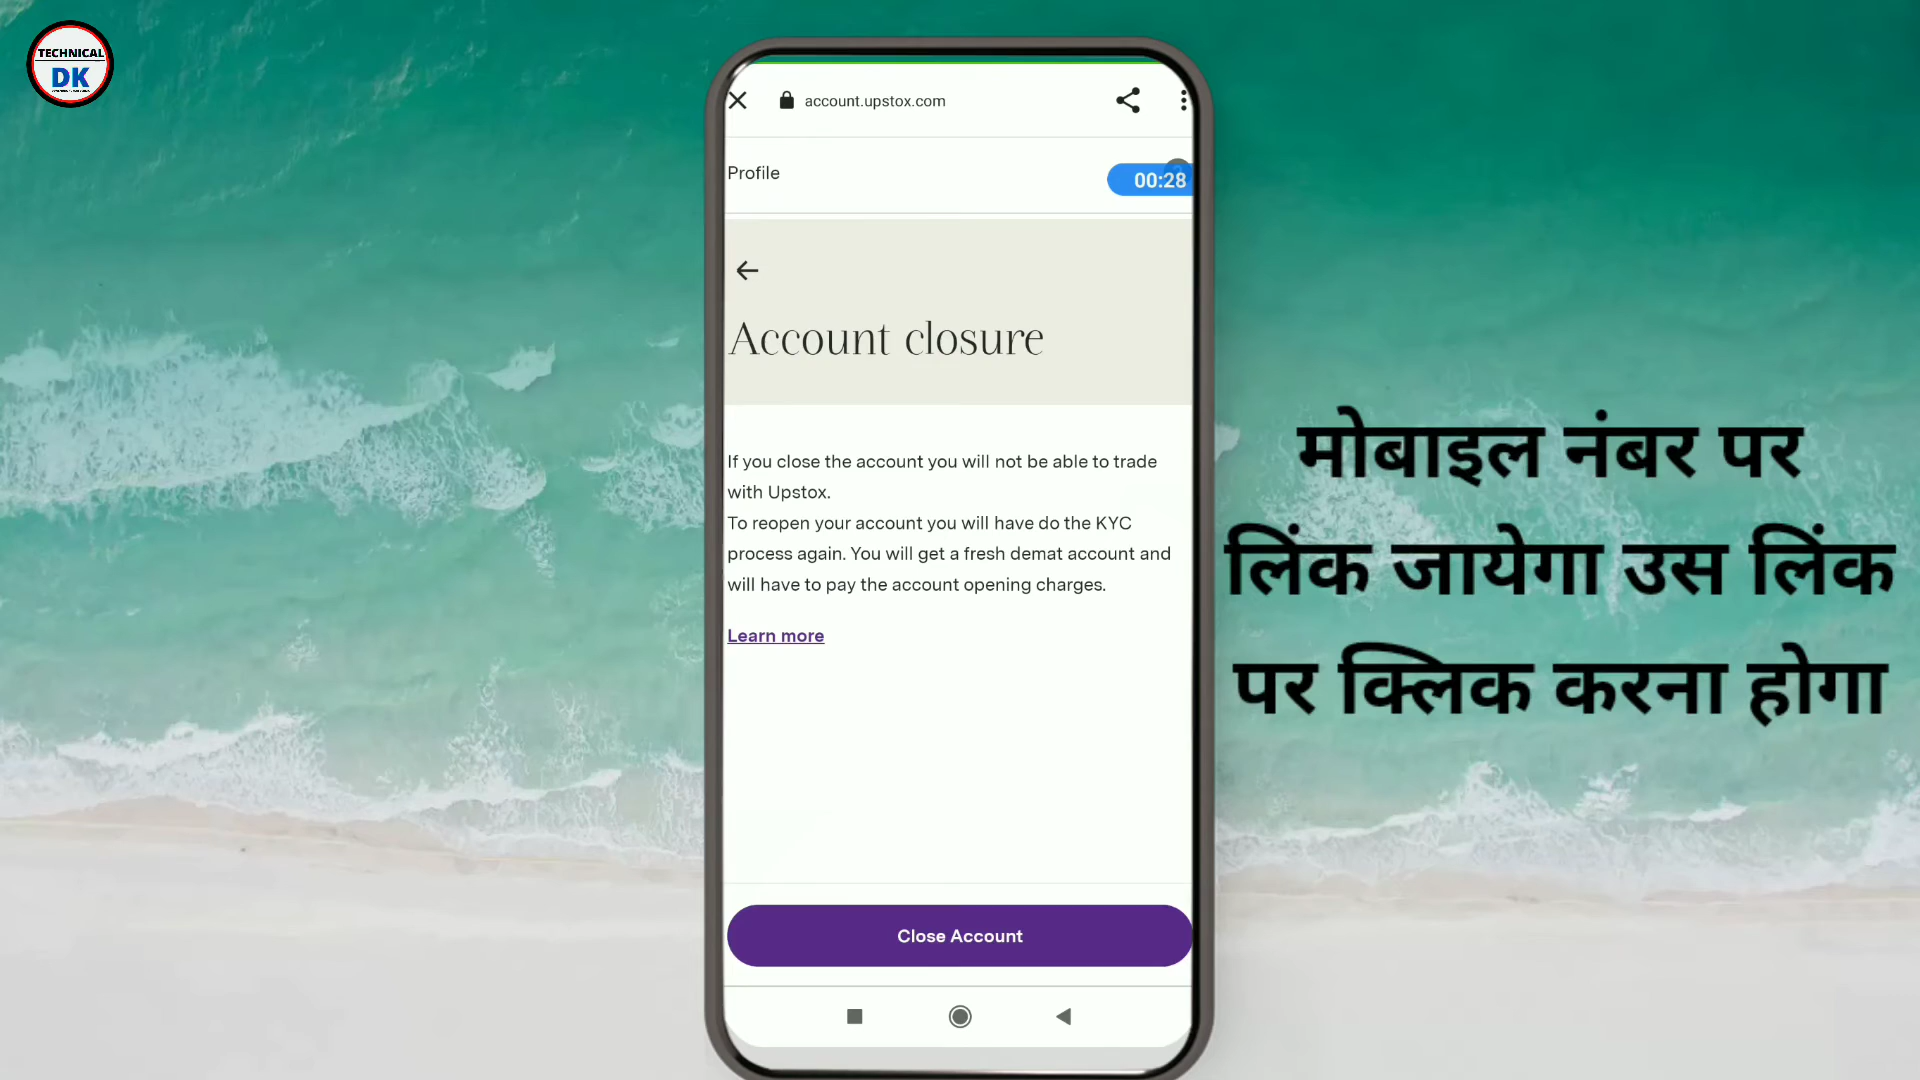 TECHNICAL
DK
account.upstox.com
Profile
00:28
Account closure
If you close the account you will not be able to trade
with Upstox.
To reopen your account you will have do the KYC
process again. You will get a fresh demat account and
will have to pay the account opening charges.
Learn more
Close Account
मोबाइल नंबर पर
लिंक जायेगा उस लिंक
पर क्लिक करना होगा